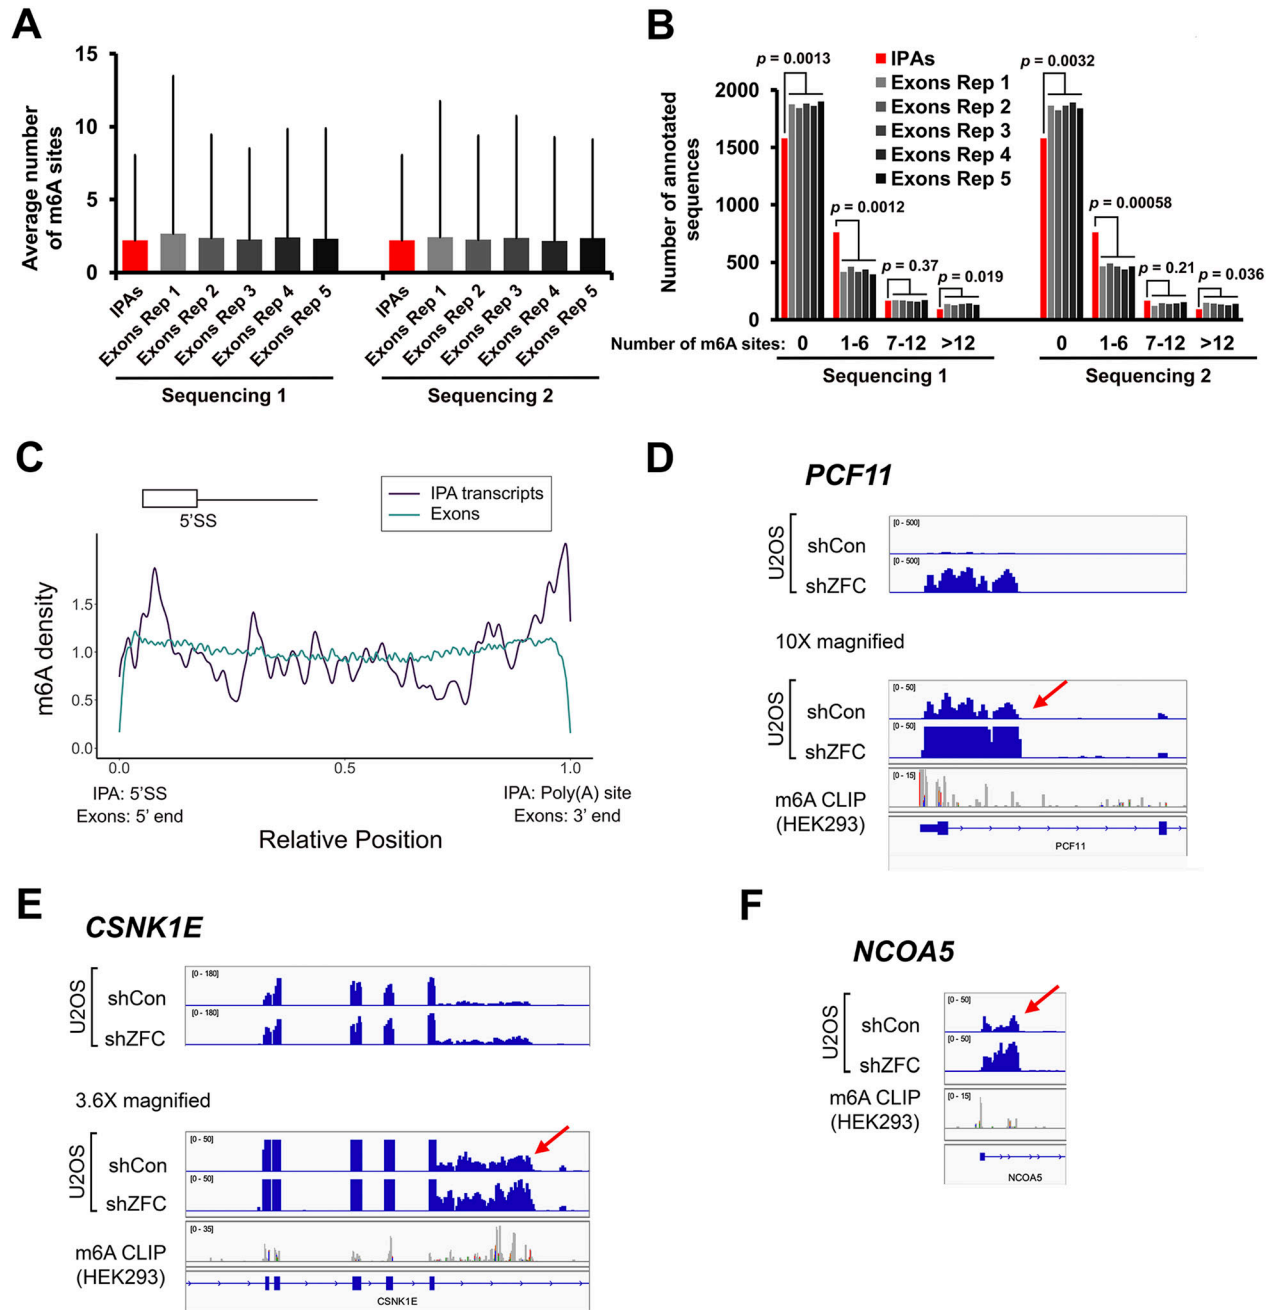 A
Average number
of m6A sites
15
10
5
0
IPAs
Exons Rep 1
Exons Rep 2
Exons Rep 3
Exons Rep 4
Exons Rep 5
IPAs
Exons Rep 1
Exons Rep 2
Exons Rep 3
Exons Rep 4
Exons Rep 5
Sequencing 1
Sequencing 2
B
Number of annotated
sequences
2000
1500
1000
500
0
p = 0.0013
p = 0.0012
p = 0.37
p = 0.019
IPAs
Exons Rep 1
Exons Rep 2
Exons Rep 3
Exons Rep 4
Exons Rep 5
p = 0.0032
p = 0.00058
p = 0.21
p = 0.036
Number of m6A sites: 0 1-6 7-12 >12 0 1-6 7-12 >12
Sequencing 1
Sequencing 2
C
5'SS
IPA transcripts
Exons
m6A density
1.5
1.0
0.5
0.0
0.0 0.5 1.0
IPA: 5'SS
Exons: 5' end
IPA: Poly(A) site
Exons: 3' end
Relative Position
D
PCF11
U2OS
shCon
[0 - 500]
shZFC
[0 - 500]
10X magnified
U2OS
shCon
[0 - 50]
shZFC
[0 - 50]
m6A CLIP
(HEK293)
[0 - 15]
PCF11
E
CSNK1E
U2OS
shCon
[0 - 180]
shZFC
[0 - 180]
3.6X magnified
U2OS
shCon
[0 - 50]
shZFC
[0 - 50]
m6A CLIP
(HEK293)
[0 - 35]
CSNK1E
F
NCOA5
U2OS
shCon
[0 - 50]
shZFC
[0 - 50]
m6A CLIP
(HEK293)
[0 - 15]
NCOA5